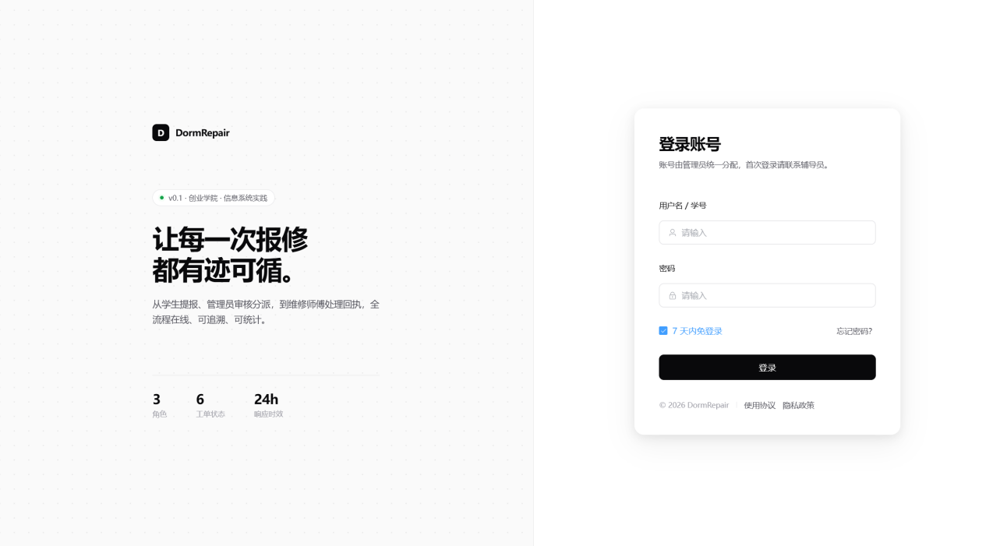 D DormRepair
v0.1 · 创业学院 · 信息系统实践
让每一次报修
都有迹可循。
从学生提报、管理员审核分派，到维修师傅处理回执，全
流程在线、可追溯、可统计。
3 6 24h
角色 工单状态 响应时效
登录账号
账号由管理员统一分配，首次登录请联系辅导员。
用户名 / 学号
请输入
密码
请输入
7 天内免登录 忘记密码?
登录
© 2026 DormRepair 使用协议 隐私政策